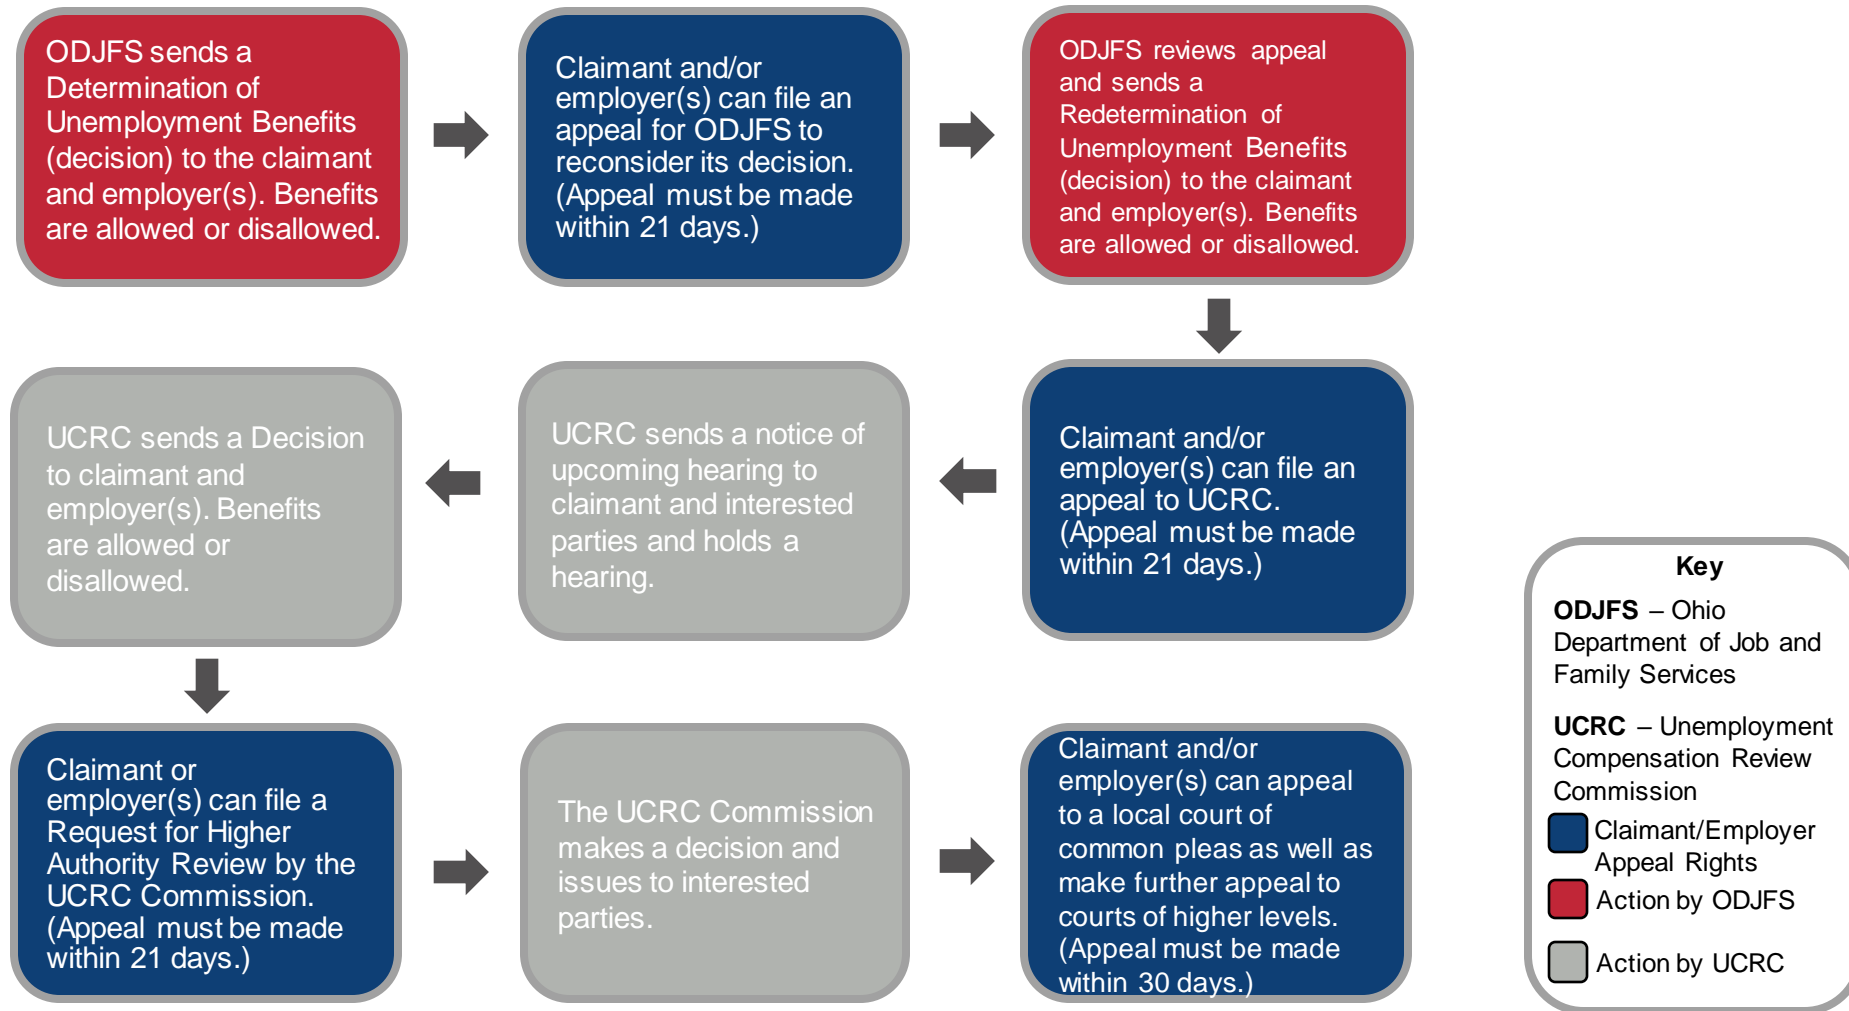 ODJFS sends a
Determination of
Unemployment Benefits
(decision) to the claimant
and employer(s). Benefits
are allowed or disallowed.
Claimant and/or
employer(s) can file an
appeal for ODJFS to
reconsider its decision.
(Appeal must be made
within 21 days.)
ODJFS reviews appeal
and sends a
Redetermination of
Unemployment Benefits
(decision) to the claimant
and employer(s). Benefits
are allowed or disallowed.
Claimant and/or
employer(s) can file an
appeal to UCRC.
(Appeal must be made
within 21 days.)
UCRC sends a notice of
upcoming hearing to
claimant and interested
parties and holds a
hearing.
UCRC sends a Decision
to claimant and
employer(s). Benefits
are allowed or
disallowed.
Claimant or
employer(s) can file a
Request for Higher
Authority Review by the
UCRC Commission.
(Appeal must be made
within 21 days.)
The UCRC Commission
makes a decision and
issues to interested
parties.
Claimant and/or
employer(s) can appeal
to a local court of
common pleas as well as
make further appeal to
courts of higher levels.
(Appeal must be made
within 30 days.)
Key
ODJFS – Ohio
Department of Job and
Family Services
UCRC – Unemployment
Compensation Review
Commission
Claimant/Employer
Appeal Rights
Action by ODJFS
Action by UCRC